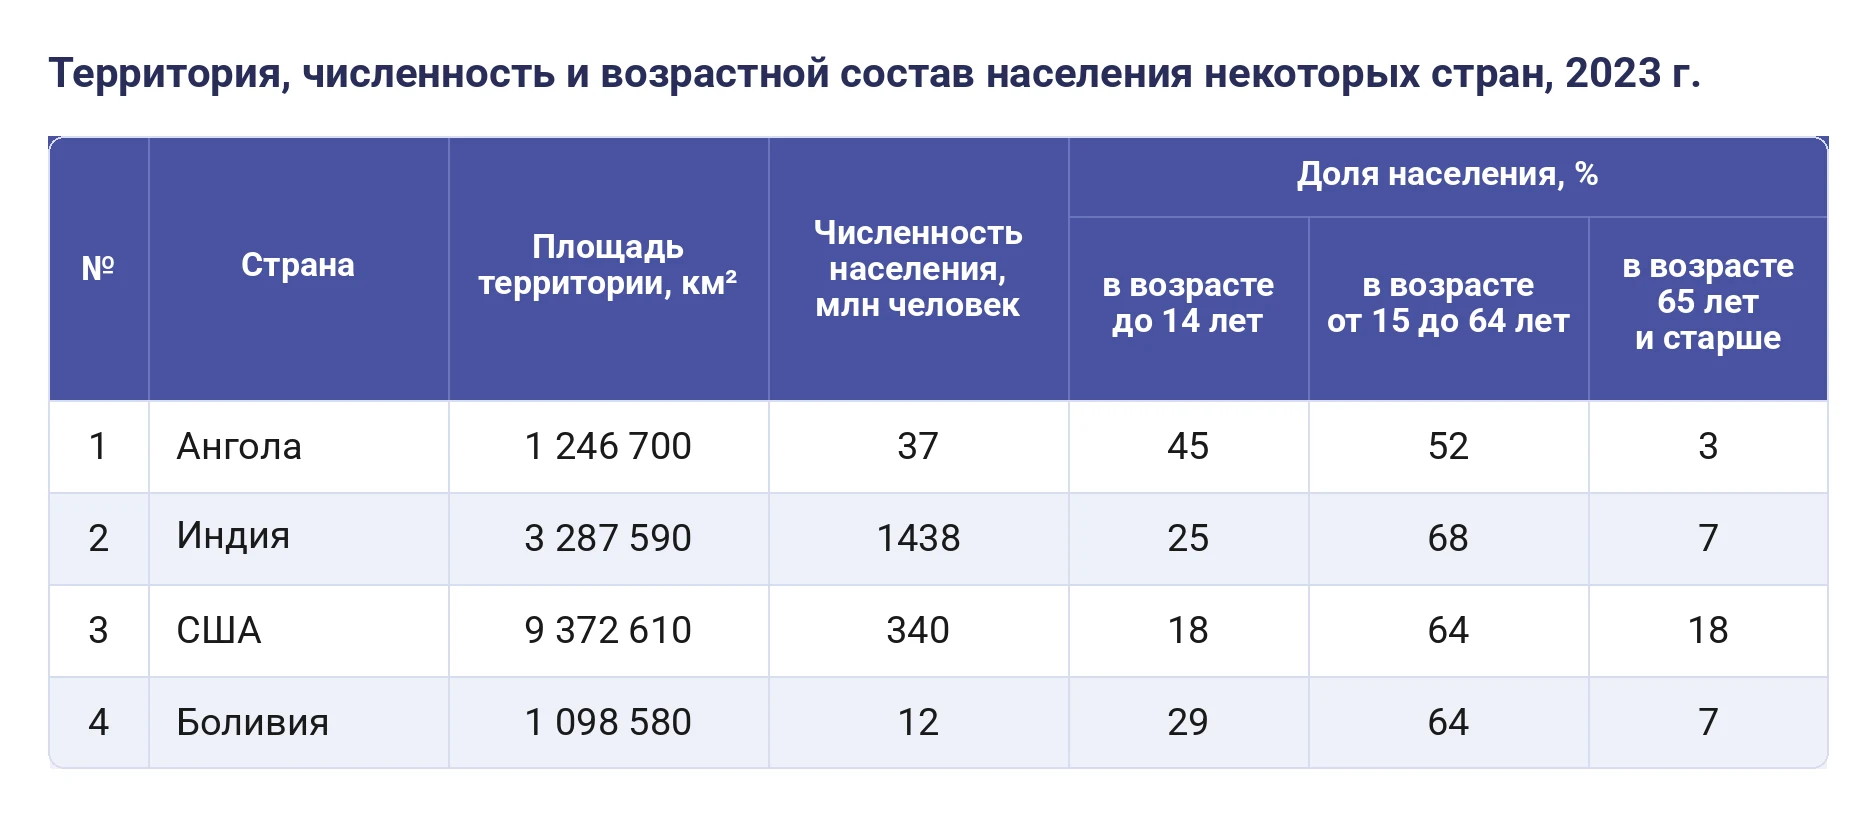 Территория, численность и возрастной состав населения некоторых стран, 2023 г.
№
Страна
Площадь
территории, км²
Численность
населения,
млн человек
Доля населения, %
в возрасте
до 14 лет
в возрасте
от 15 до 64 лет
в возрасте
65 лет
и старше
1 Ангола 1 246 700 37 45 52 3
2 Индия 3 287 590 1438 25 68 7
3 США 9 372 610 340 18 64 18
4 Боливия 1 098 580 12 29 64 7